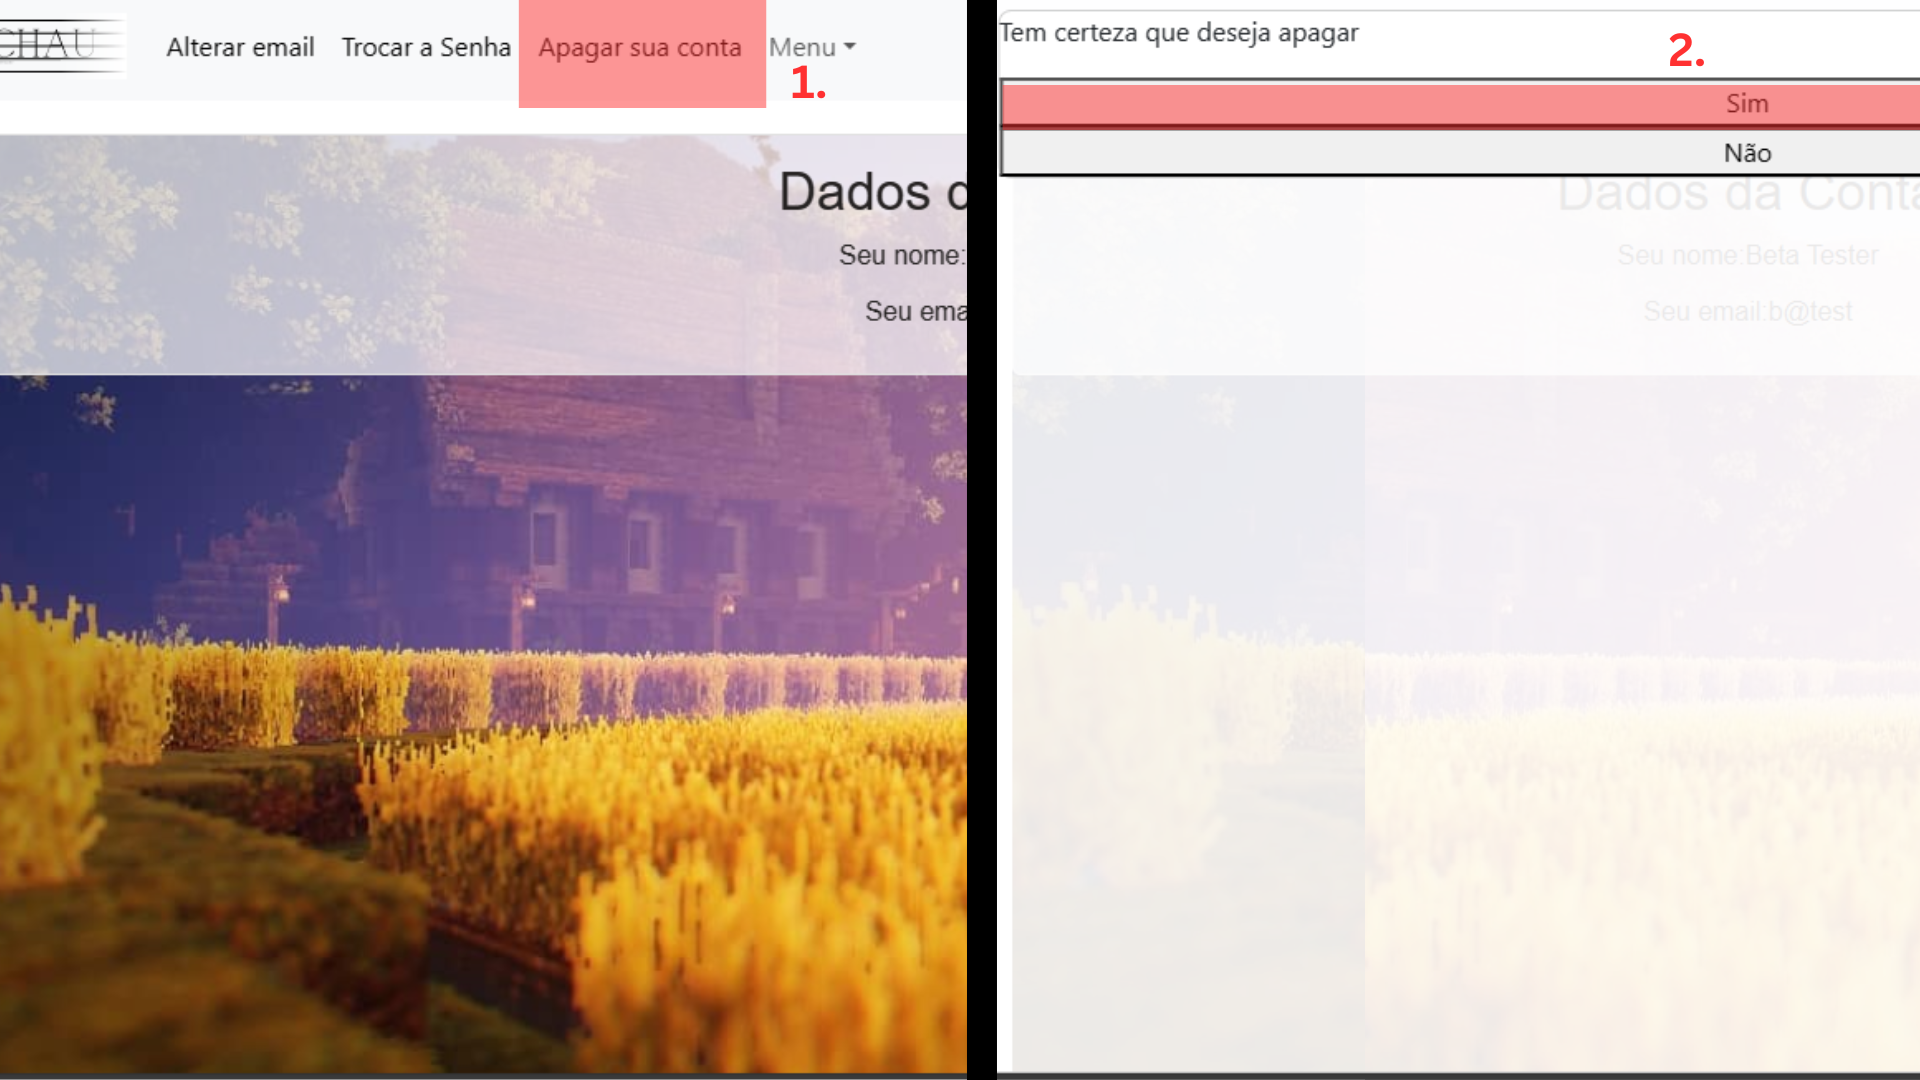 CHAU
Alterar email
Trocar a Senha
Apagar sua conta
Menu
1.
Dados d
Seu nome:
Seu ema
Tem certeza que deseja apagar
2.
Sim
Não
Dados da Conta
Seu nome:Beta Tester
Seu email:b@test